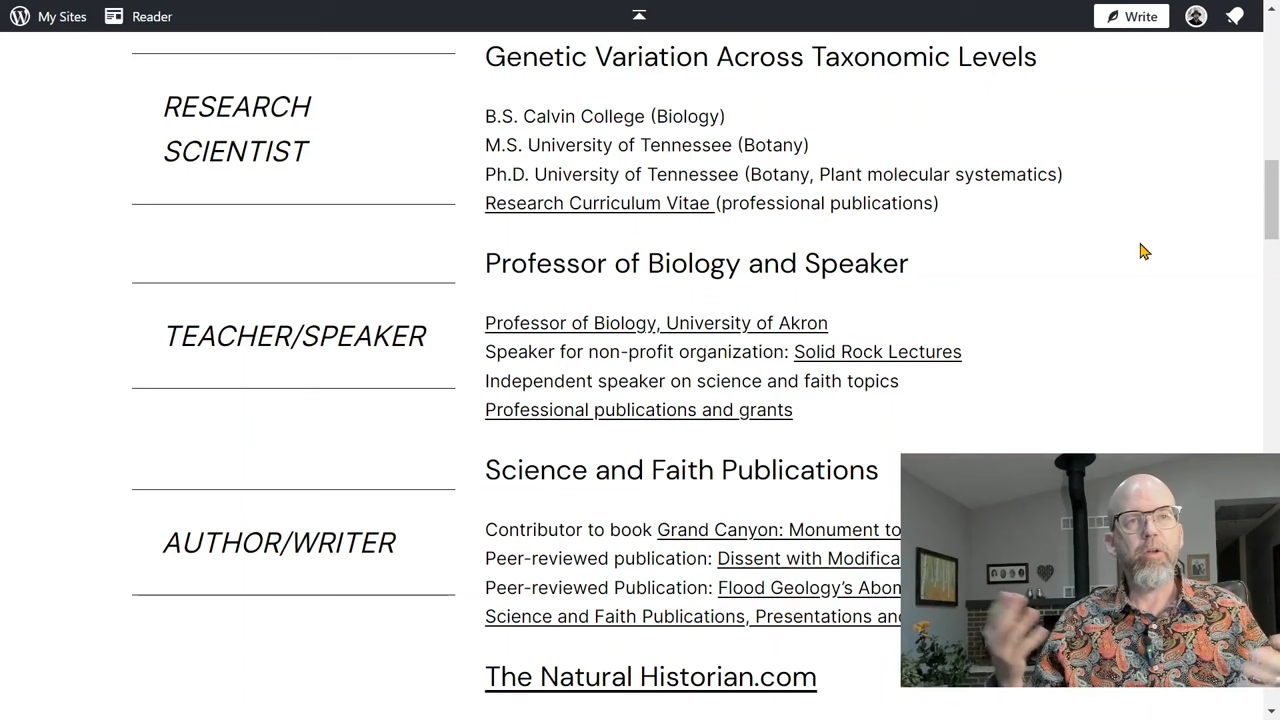 My Sites
Reader
Write
Genetic Variation Across Taxonomic Levels
RESEARCH
SCIENTIST
B.S. Calvin College (Biology)
M.S. University of Tennessee (Botany)
Ph.D. University of Tennessee (Botany, Plant molecular systematics)
Research Curriculum Vitae (professional publications)
Professor of Biology and Speaker
TEACHER/SPEAKER
Professor of Biology, University of Akron
Speaker for non-profit organization: Solid Rock Lectures
Independent speaker on science and faith topics
Professional publications and grants
Science and Faith Publications
AUTHOR/WRITER
Contributor to book Grand Canyon: Monument to
Peer-reviewed publication: Dissent with Modifica
Peer-reviewed Publication: Flood Geology's Abon
Science and Faith Publications, Presentations and
The Natural Historian.com